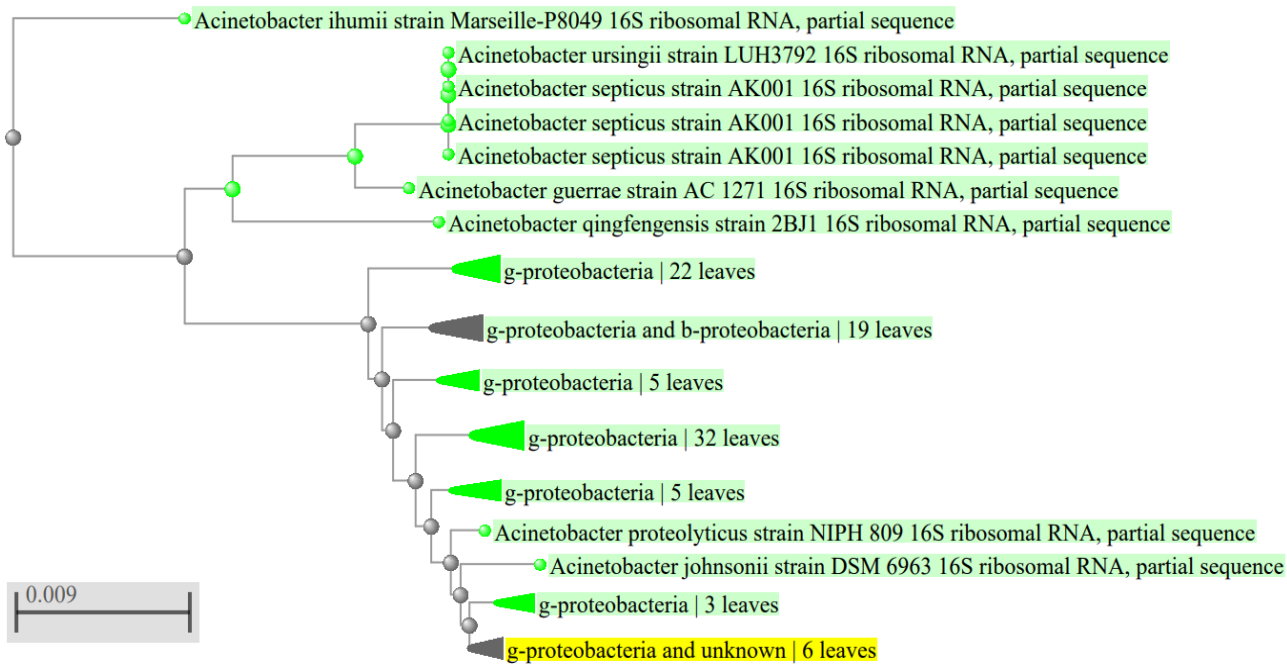 Acinetobacter ihumii strain Marseille-P8049 16S ribosomal RNA, partial sequence
Acinetobacter ursingii strain LUH3792 16S ribosomal RNA, partial sequence
Acinetobacter septicus strain AK001 16S ribosomal RNA, partial sequence
Acinetobacter septicus strain AK001 16S ribosomal RNA, partial sequence
Acinetobacter septicus strain AK001 16S ribosomal RNA, partial sequence
Acinetobacter guerrae strain AC 1271 16S ribosomal RNA, partial sequence
Acinetobacter qingfengensis strain 2BJ1 16S ribosomal RNA, partial sequence
g-proteobacteria | 22 leaves
g-proteobacteria and b-proteobacteria | 19 leaves
g-proteobacteria | 5 leaves
g-proteobacteria | 32 leaves
g-proteobacteria | 5 leaves
Acinetobacter proteolyticus strain NIPH 809 16S ribosomal RNA, partial sequence
Acinetobacter johnsonii strain DSM 6963 16S ribosomal RNA, partial sequence
0.009
g-proteobacteria | 3 leaves
g-proteobacteria and unknown | 6 leaves